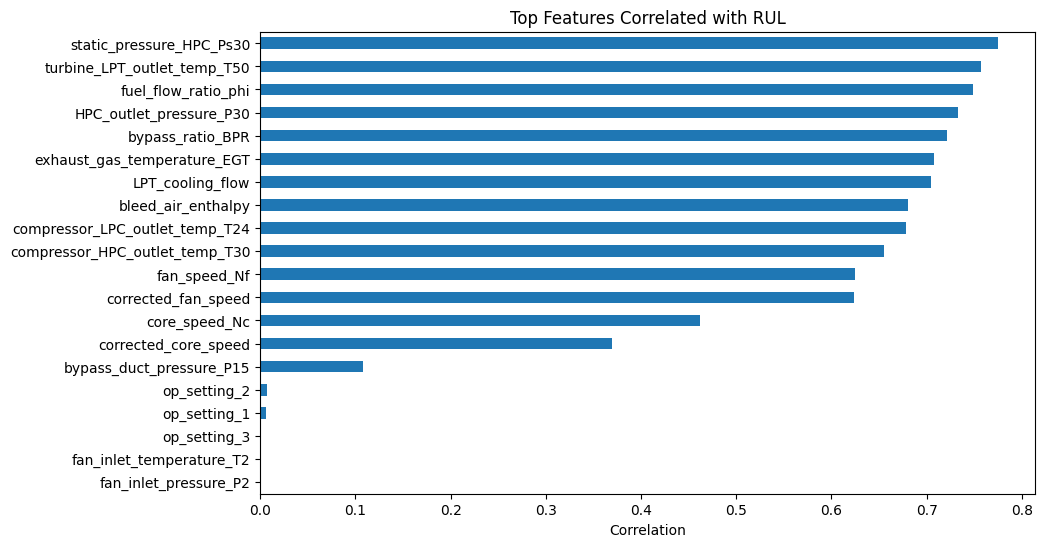 Top Features Correlated with RUL
static_pressure_HPC_Ps30
turbine_LPT_outlet_temp_T50
fuel_flow_ratio_phi
HPC_outlet_pressure_P30
bypass_ratio_BPR
exhaust_gas_temperature_EGT
LPT_cooling_flow
bleed_air_enthalpy
compressor_LPC_outlet_temp_T24
compressor_HPC_outlet_temp_T30
fan_speed_Nf
corrected_fan_speed
core_speed_Nc
corrected_core_speed
bypass_duct_pressure_P15
op_setting_2
op_setting_1
op_setting_3
fan_inlet_temperature_T2
fan_inlet_pressure_P2
0.0 0.1 0.2 0.3 0.4 0.5 0.6 0.7 0.8
Correlation